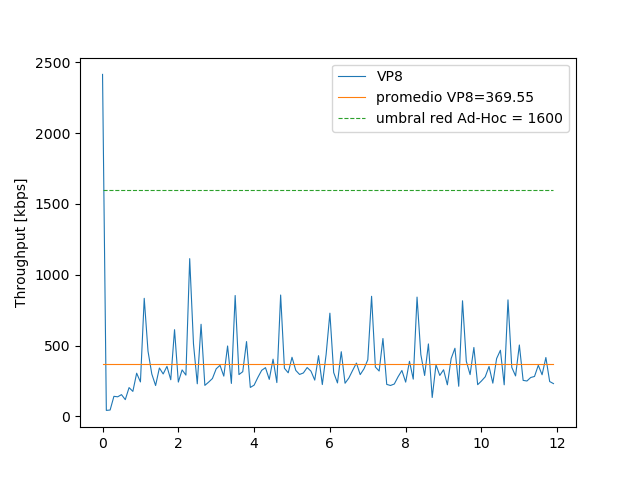 2500
2000
1500
1000
500
0
Throughput [kbps]
VP8
promedio VP8=369.55
umbral red Ad-Hoc = 1600
0 2 4 6 8 10 12